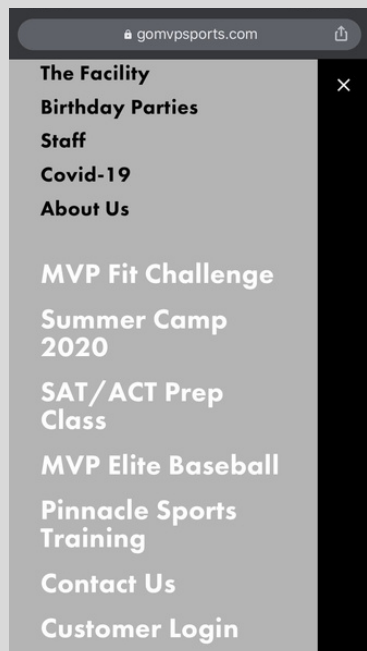 gomvpsports.com
The Facility
Birthday Parties
Staff
Covid-19
About Us
MVP Fit Challenge
Summer Camp
2020
SAT/ACT Prep
Class
MVP Elite Baseball
Pinnacle Sports
Training
Contact Us
Customer Login